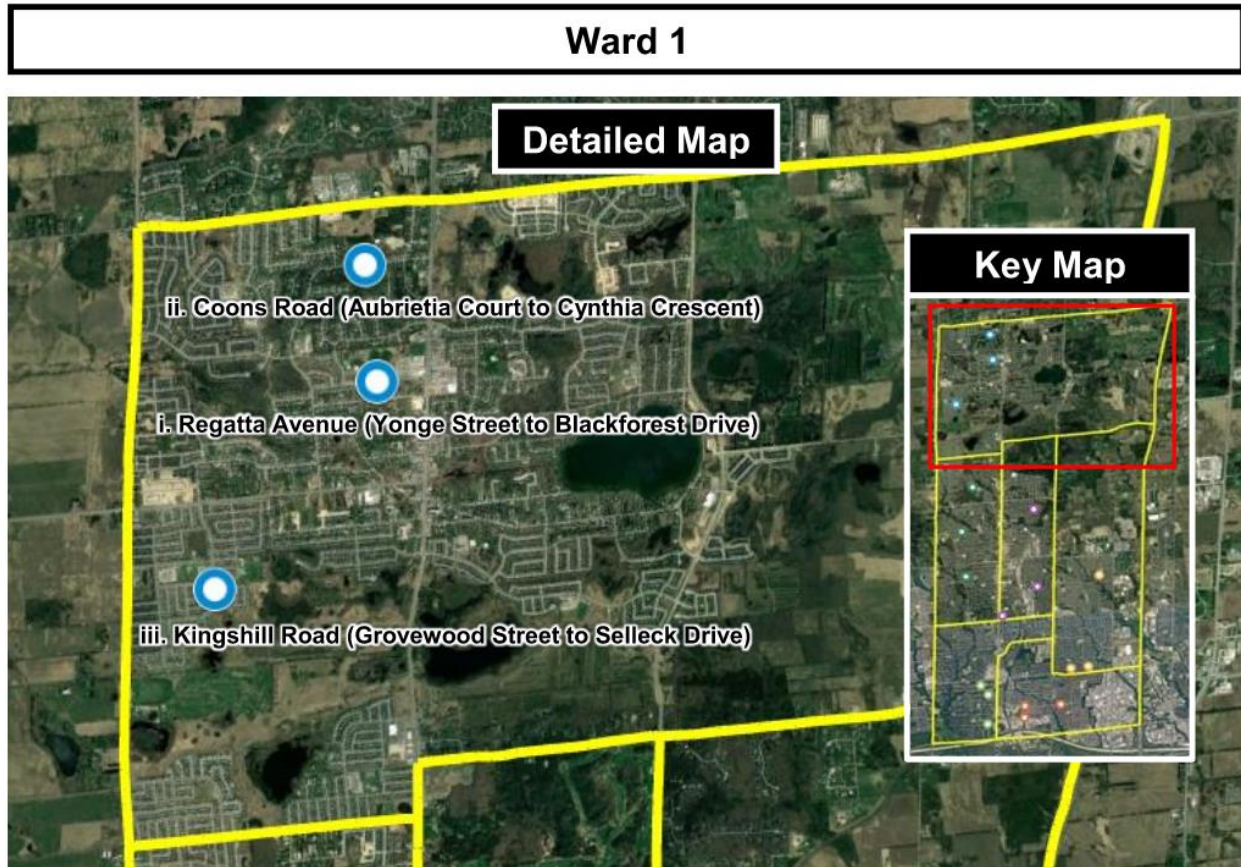 Ward 1
Detailed Map
Key Map
ii. Coons Road (Aubrietia Court to Cynthia Crescent)
i. Regatta Avenue (Yonge Street to Blackforest Drive)
iii. Kingshill Road (Grovewood Street to Selleck Drive)